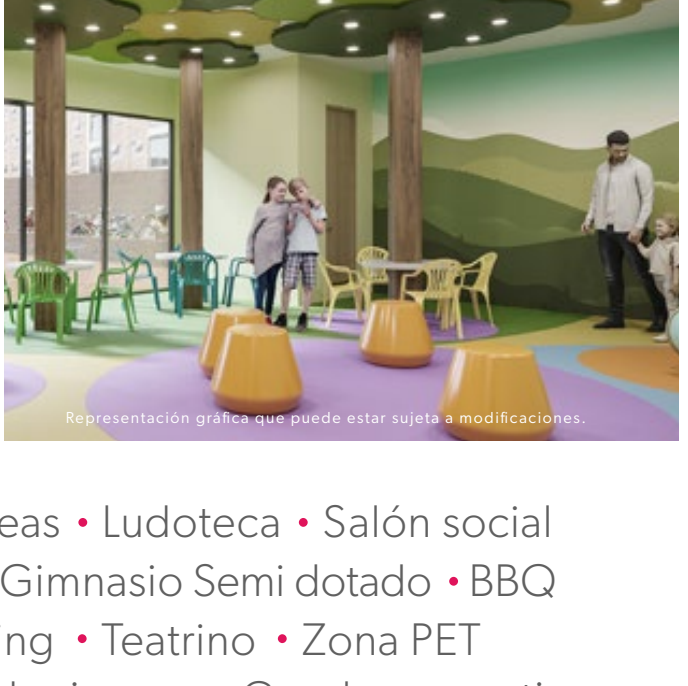 Representación gráfica que puede estar sujeta a modificaciones.
eas • Ludoteca • Salón social
Gimnasio Semi dotado • BBQ
ing • Teatrino • Zona PET